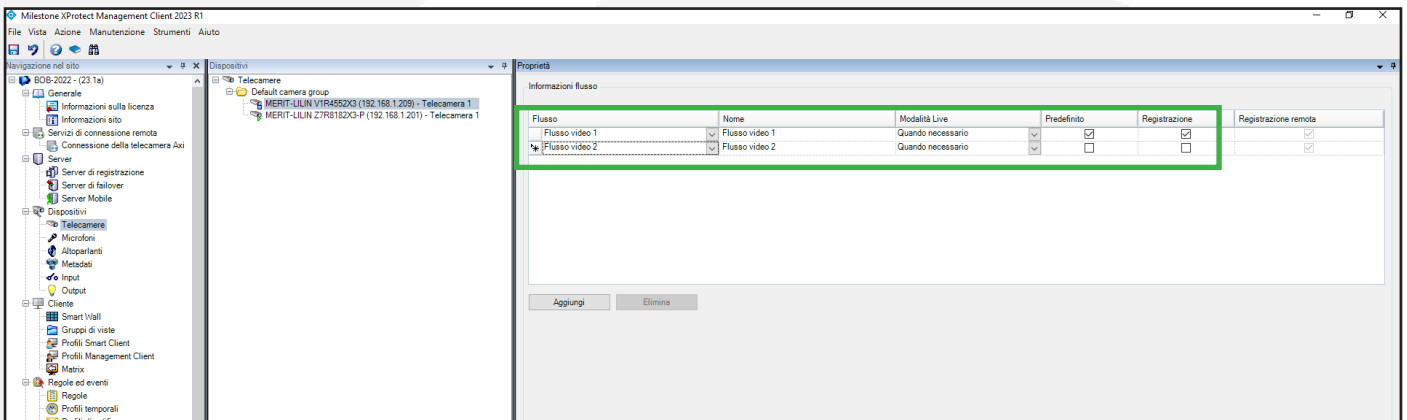 Milestone XProtect Management Client 2023 R1
File Vista Azione Manutenzione Strumenti Aiuto
Navigazione nel sito
BOB-2022 - (23.1a)
Generale
Informazioni sulla licenza
Informazioni sito
Servizi di connessione remota
Connessione della telecamera Axi
Server
Server di registrazione
Server di failover
Server Mobile
Dispositivi
Telecamere
Microfoni
Altoparlanti
Metadati
Input
Output
Cliente
Smart Wall
Gruppi di viste
Profili Smart Client
Profili Management Client
Matrix
Regole ed eventi
Regole
Profili temporali
Dispositivi
Telecamere
Default camera group
MERIT-LILIN V1R4552X3 (192.168.1.209) - Telecamera 1
MERIT-LILIN Z7R8182X3-P (192.168.1.201) - Telecamera 1
Proprietà
Informazioni flusso
Flusso Nome Modalità Live Predefinito Registrazione Registrazione remota
Flusso video 1 Flusso video 1 Quando necessario
Flusso video 2 Flusso video 2 Quando necessario
Aggiungi Elimina